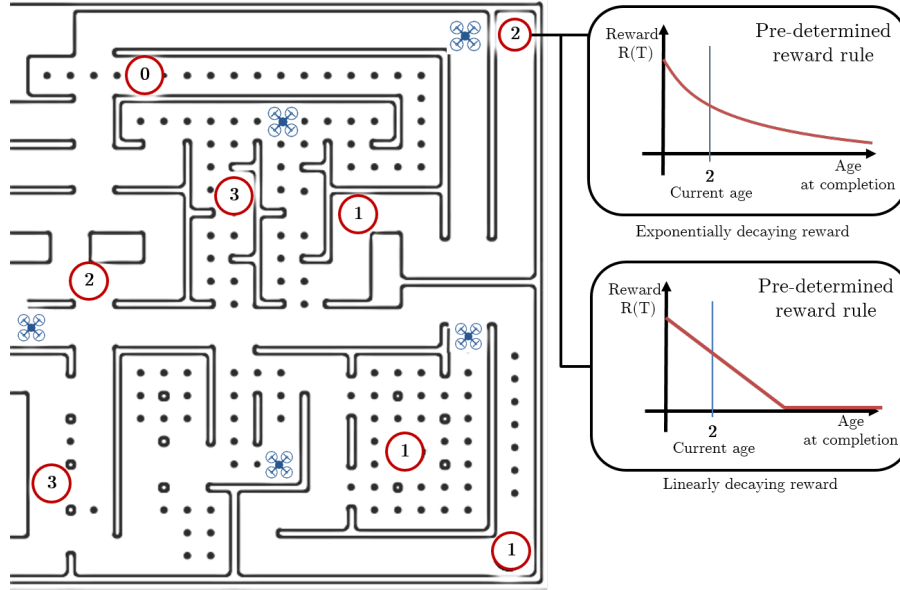 2
0
3
1
2
1
3
1
Reward
R(T)
Pre-determined
reward rule
2
Current age
Age
at completion
Exponentially decaying reward
Reward
R(T)
Pre-determined
reward rule
2
Current age
Age
at completion
Linearly decaying reward